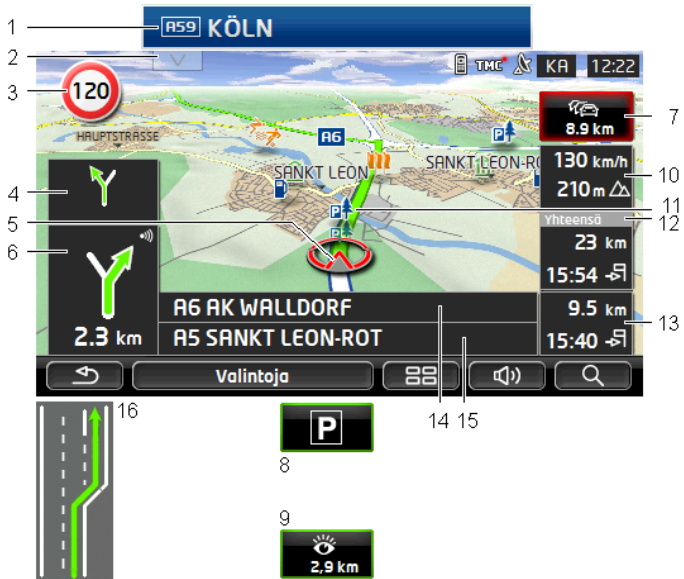 1 A59 KÖLN
2
3 120 TMC KA 12:22
HAUPTSTRASSE A6 P 8.9 km 7
SANKT LEON SANKT LEON-RO
4 130 km/h 10
210 m
5 P 11
P Yhteensä 12
6 23 km
15:54
2.3 km A6 AK WALLDORF 9.5 km 13
A5 SANKT LEON-ROT 15:40
Valintoja
16 14 15
P
8
9
2,9 km